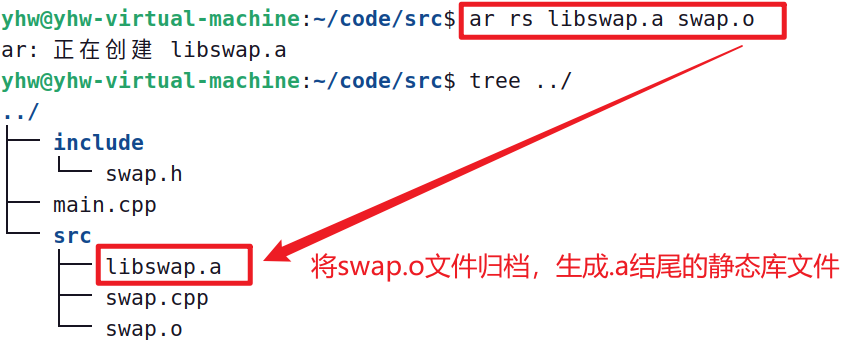 yhw@yhw-virtual-machine:~/code/src$ ar rs libswap.a swap.o
ar: 正在创建 libswap.a
yhw@yhw-virtual-machine:~/code/src$ tree ../
../
├── include
│   └── swap.h
├── main.cpp
└── src
    ├── libswap.a
    ├── swap.cpp
    └── swap.o
将swap.o文件归档，生成.a结尾的静态库文件